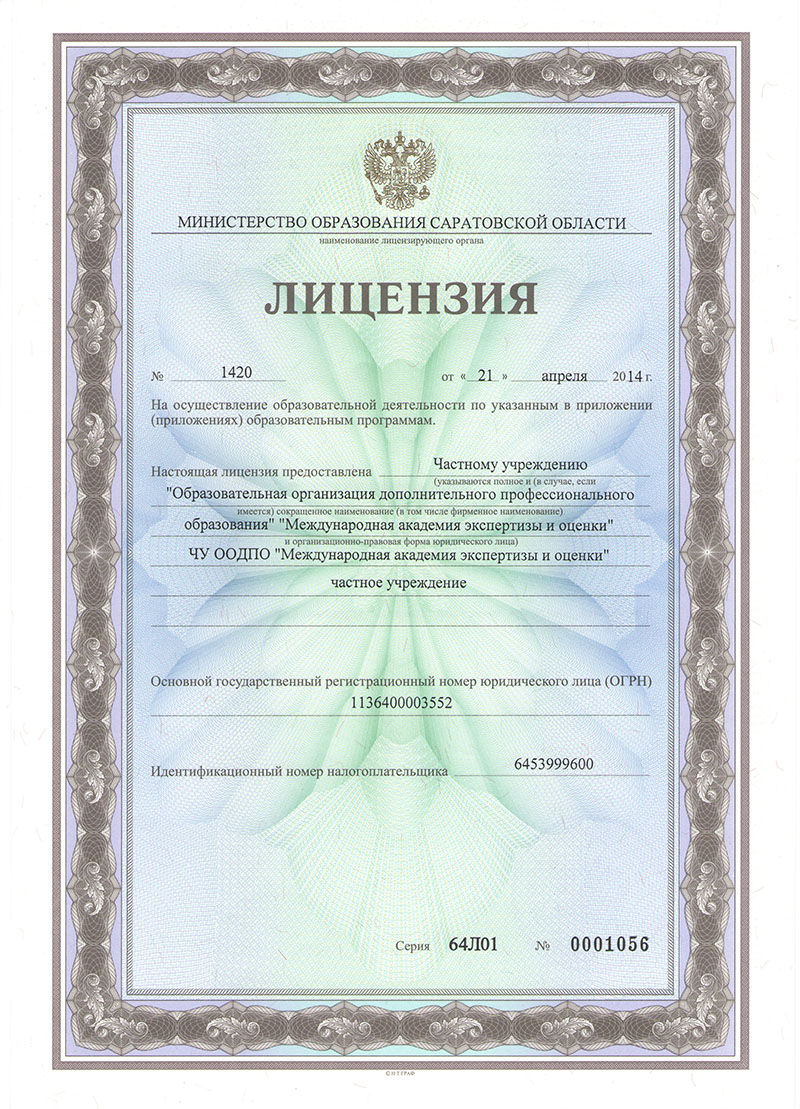 МИНИСТЕРСТВО ОБРАЗОВАНИЯ САРАТОВСКОЙ ОБЛАСТИ
наименование лицензирующего органа
ЛИЦЕНЗИЯ
№ 1420 от « 21 » апреля 2014 г.
На осуществление образовательной деятельности по указанным в приложении
(приложениях) образовательным программам.
Настоящая лицензия предоставлена Частному учреждению
(указываются полное и (в случае, если
"Образовательная организация дополнительного профессионального
имеется) сокращенное наименование (в том числе фирменное наименование)
образования" "Международная академия экспертизы и оценки"
и организационно-правовая форма юридического лица)
ЧУ ООДПО "Международная академия экспертизы и оценки"
частное учреждение
Основной государственный регистрационный номер юридического лица (ОГРН)
1136400003552
Идентификационный номер налогоплательщика 6453999600
Серия 64Л01 № 0001056